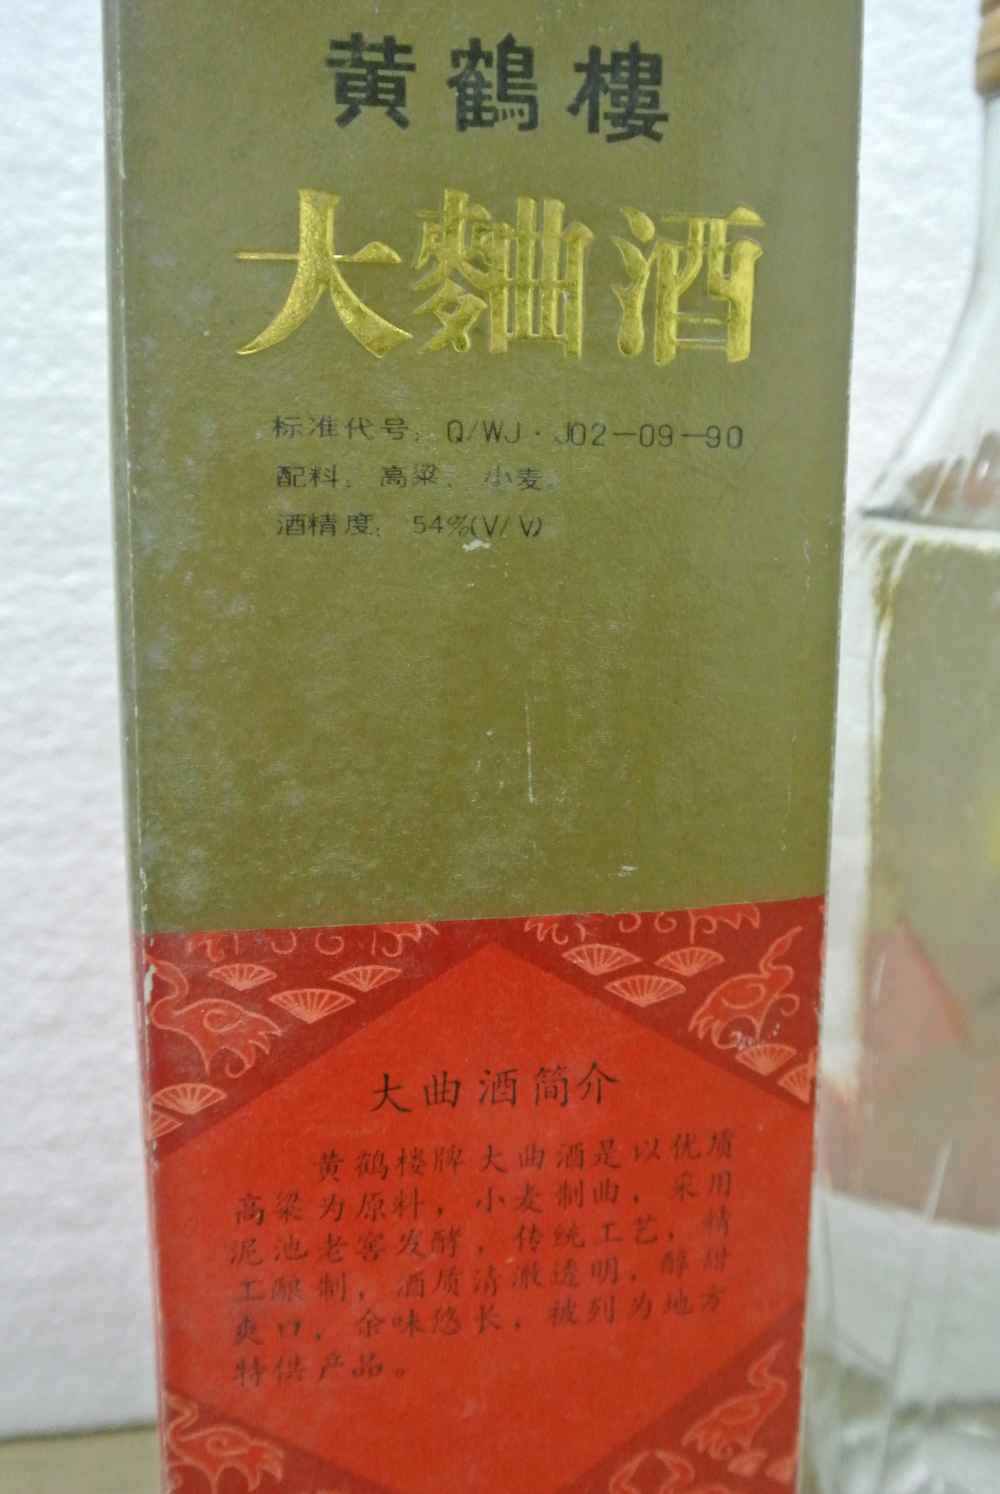 黄鶴樓
大麯酒
标准代号：Q/WJ·J02-09-90
配料：高粱、小麦
酒精度：54%(V/V)
大曲酒简介
黄鹤楼牌大曲酒是以优质
高粱为原料，小麦制曲，采用
泥池老窖发酵，传统工艺，精
工酿制，酒质清澈透明，醇甜
爽口，余味悠长，被列为地方
特供产品。